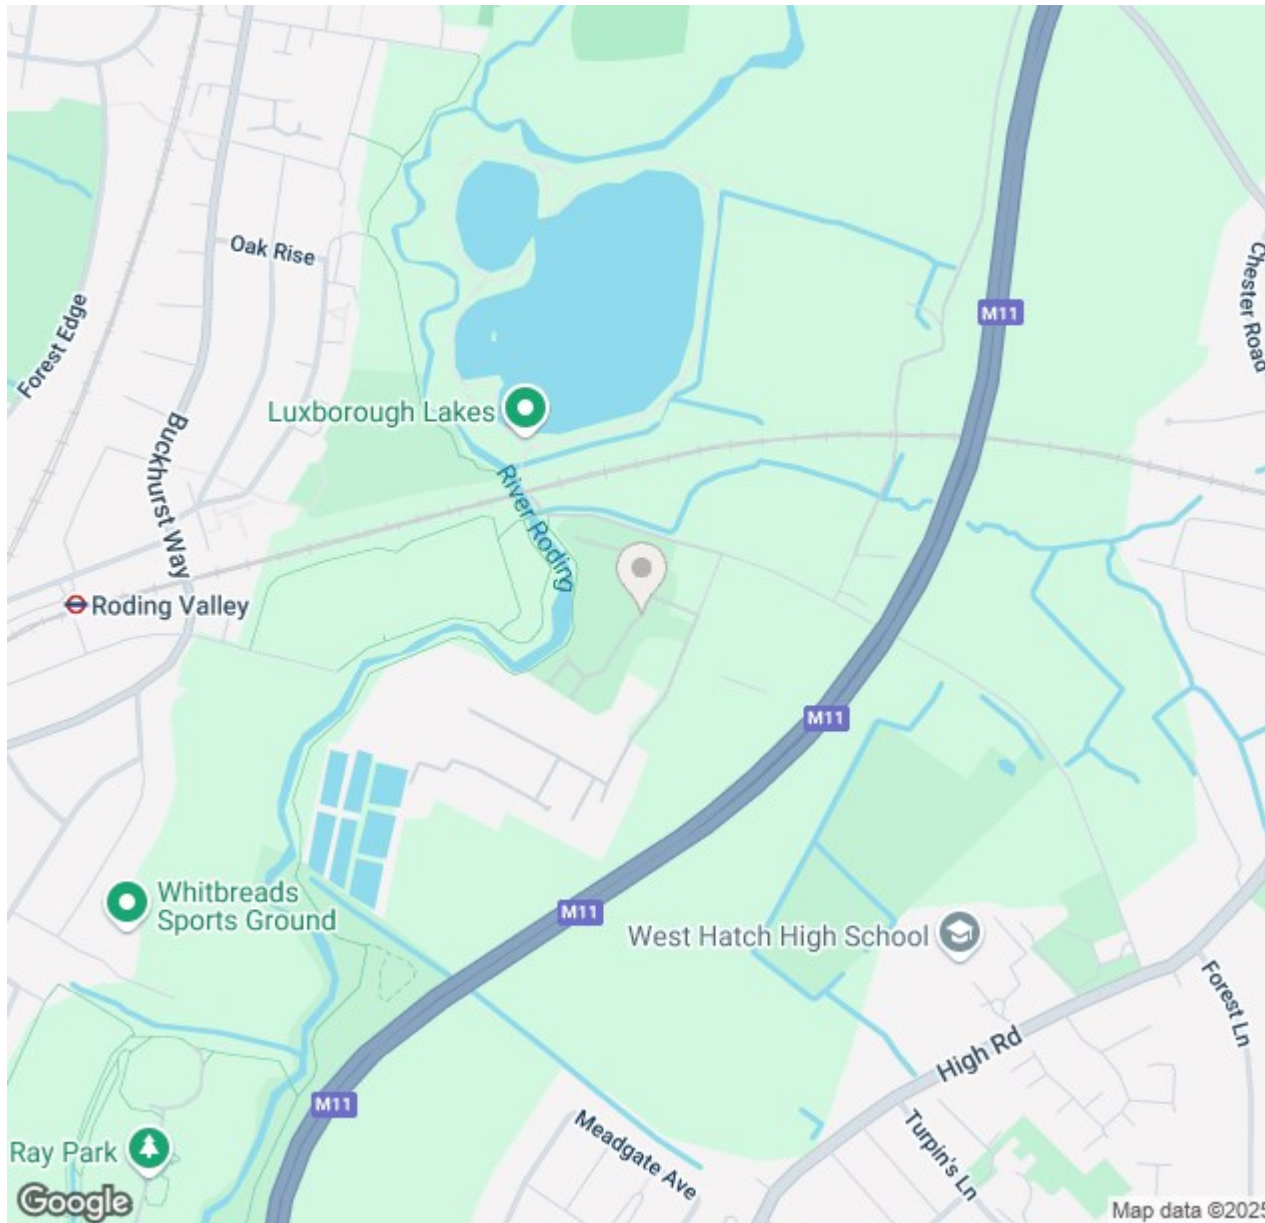 Oak Rise
Chester Road
M11
Forest Edge
Luxborough Lakes
Buckhurst Way
River Roding
Roding Valley
M11
Whitbreads
Sports Ground
M11
West Hatch High School
Forest Ln
High Rd
M11
Meadgate Ave
Turpin's Ln
Ray Park
Google
Map data ©2025